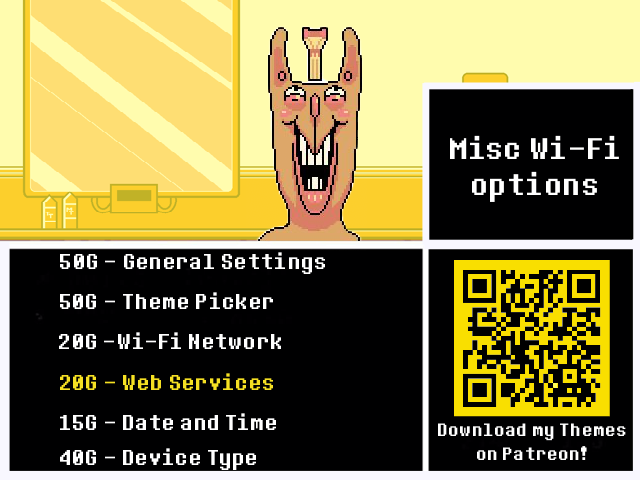 Misc Wi-Fi
options
50G - General Settings
50G - Theme Picker
20G -Wi-Fi Network
20G - Web Services
15G - Date and Time
40G - Device Type
Download my Themes
on Patreon!